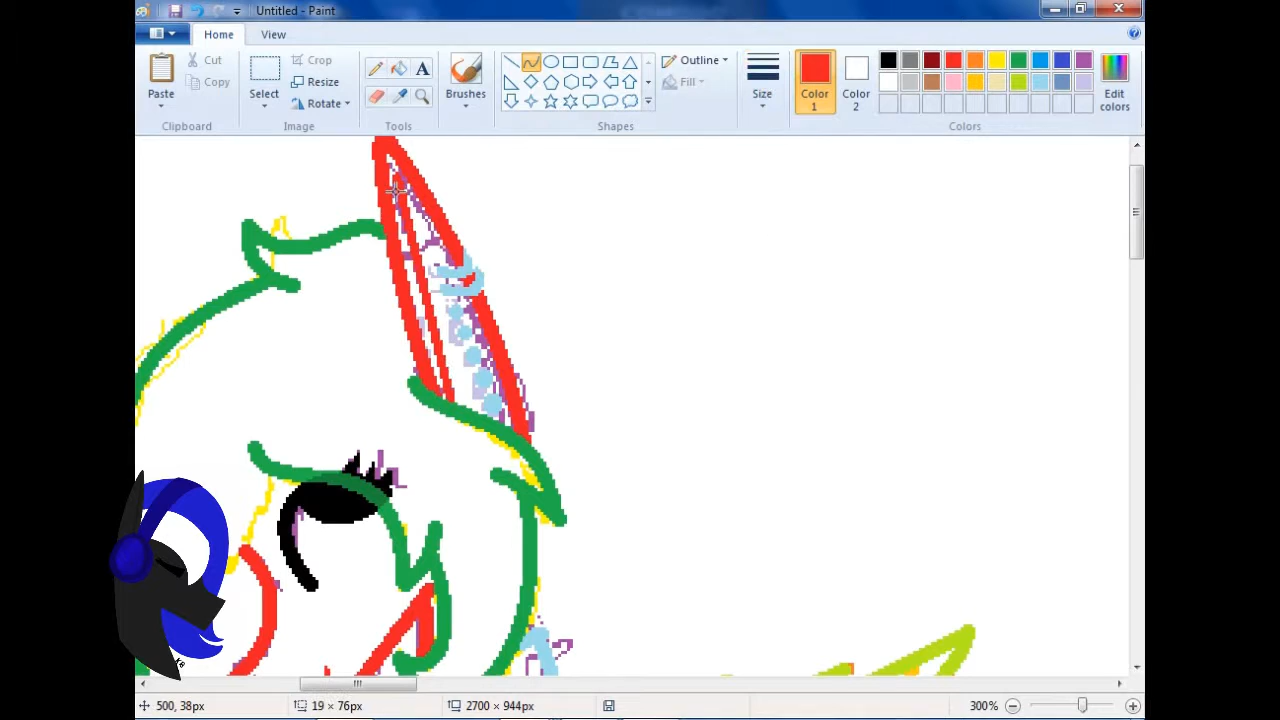 Untitled - Paint
Home
View
Paste
Cut
Copy
Clipboard
Select
Crop
Resize
Rotate
Image
A
Tools
Brushes
Outline
Fill
Shapes
Size
Color 1
Color 2
Edit colors
Colors
500, 38px
19 × 76px
2700 × 944px
300%